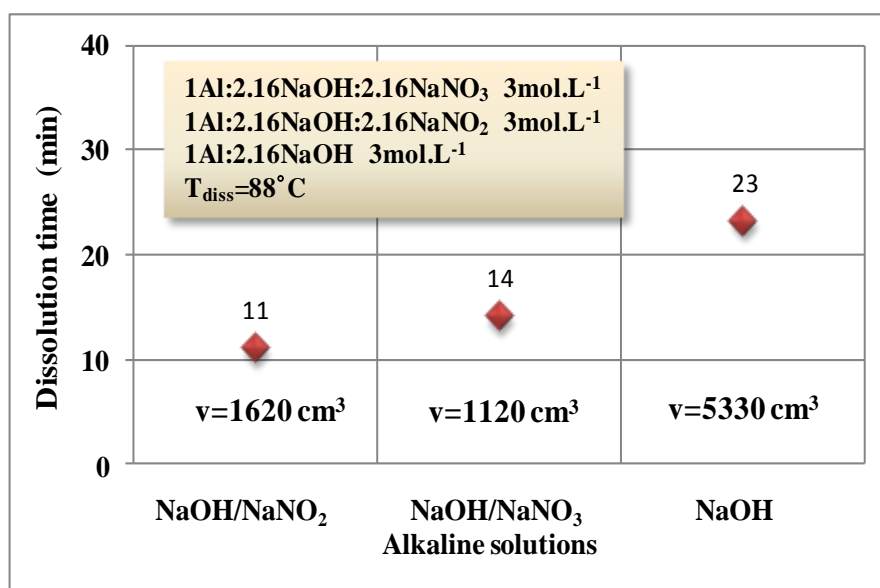 40
30
20
10
0
Dissolution time (min)
1Al:2.16NaOH:2.16NaNO₃ 3mol.L⁻¹
1Al:2.16NaOH:2.16NaNO₂ 3mol.L⁻¹
1Al:2.16NaOH 3mol.L⁻¹
T_diss=88°C
11
14
23
v=1620 cm³
v=1120 cm³
v=5330 cm³
NaOH/NaNO₂
NaOH/NaNO₃
NaOH
Alkaline solutions